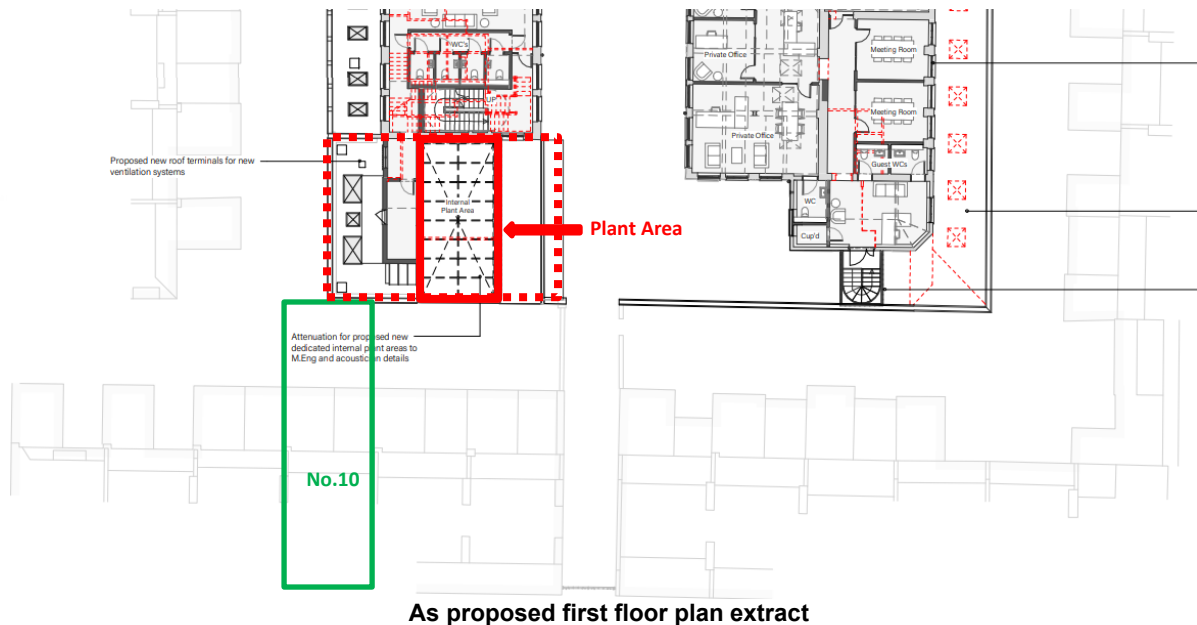 WC's
UP
Private Office
Meeting Room
Meeting Room
Private Office
Guest WCs
WC
Cup'd
Proposed new roof terminals for new
ventilation systems
Internal
Plant Area
Plant Area
Attenuation for proposed new
dedicated internal plant areas to
M.Eng and acoustician details
No.10
As proposed first floor plan extract